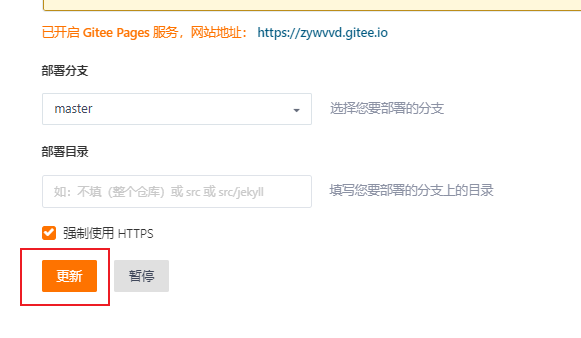 已开启 Gitee Pages 服务，网站地址： https://zywvvd.gitee.io
部署分支
master 选择您要部署的分支
部署目录
如：不填（整个仓库）或 src 或 src/jekyll 填写您要部署的分支上的目录
强制使用 HTTPS
更新 暂停